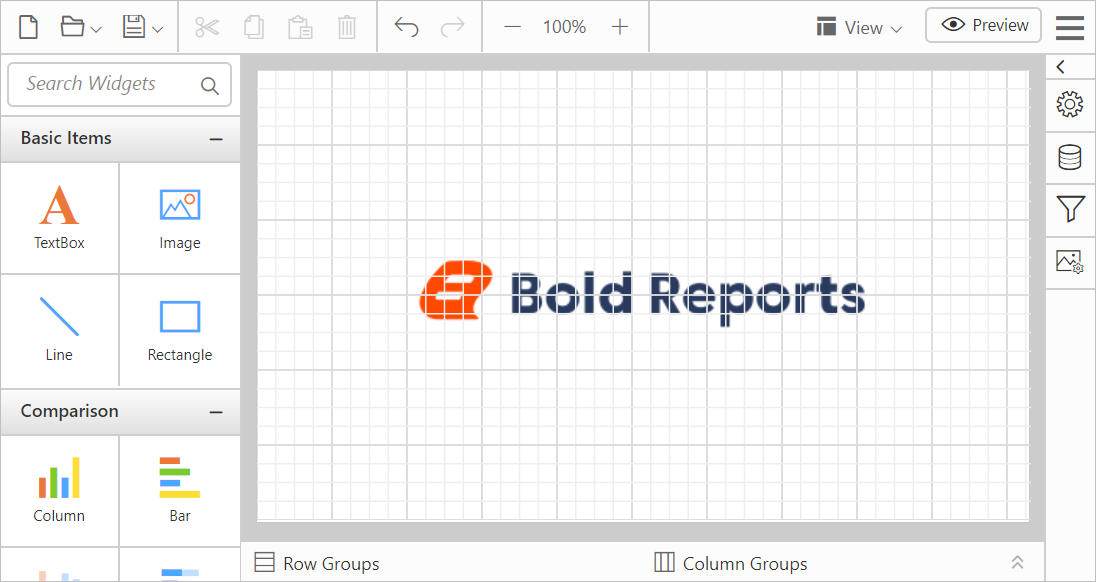 100%
View
Preview
Search Widgets
Basic Items
TextBox
Image
Line
Rectangle
Comparison
Column
Bar
Bold Reports
Row Groups
Column Groups